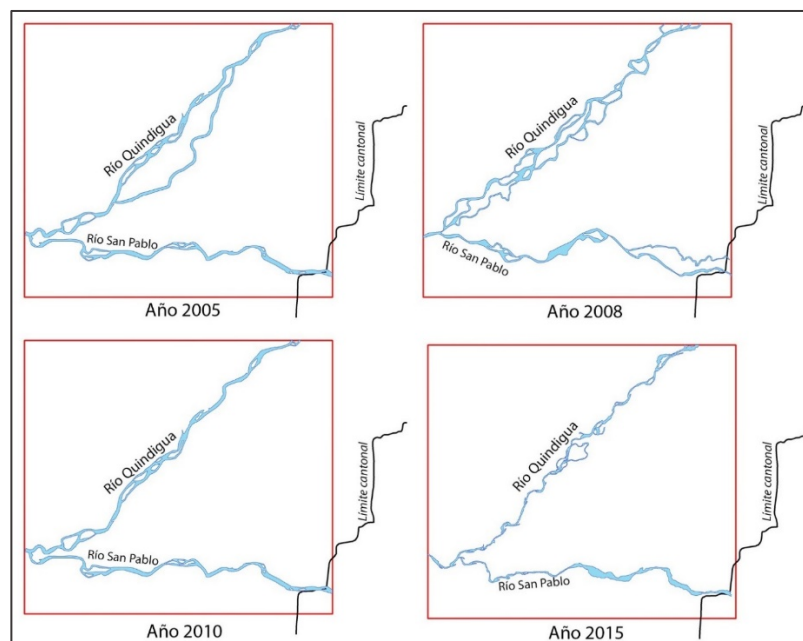 Río Quindigua
Río San Pablo
Límite cantonal
Año 2005
Río Quindigua
Río San Pablo
Límite cantonal
Año 2008
Río Quindigua
Río San Pablo
Límite cantonal
Año 2010
Río Quindigua
Río San Pablo
Límite cantonal
Año 2015